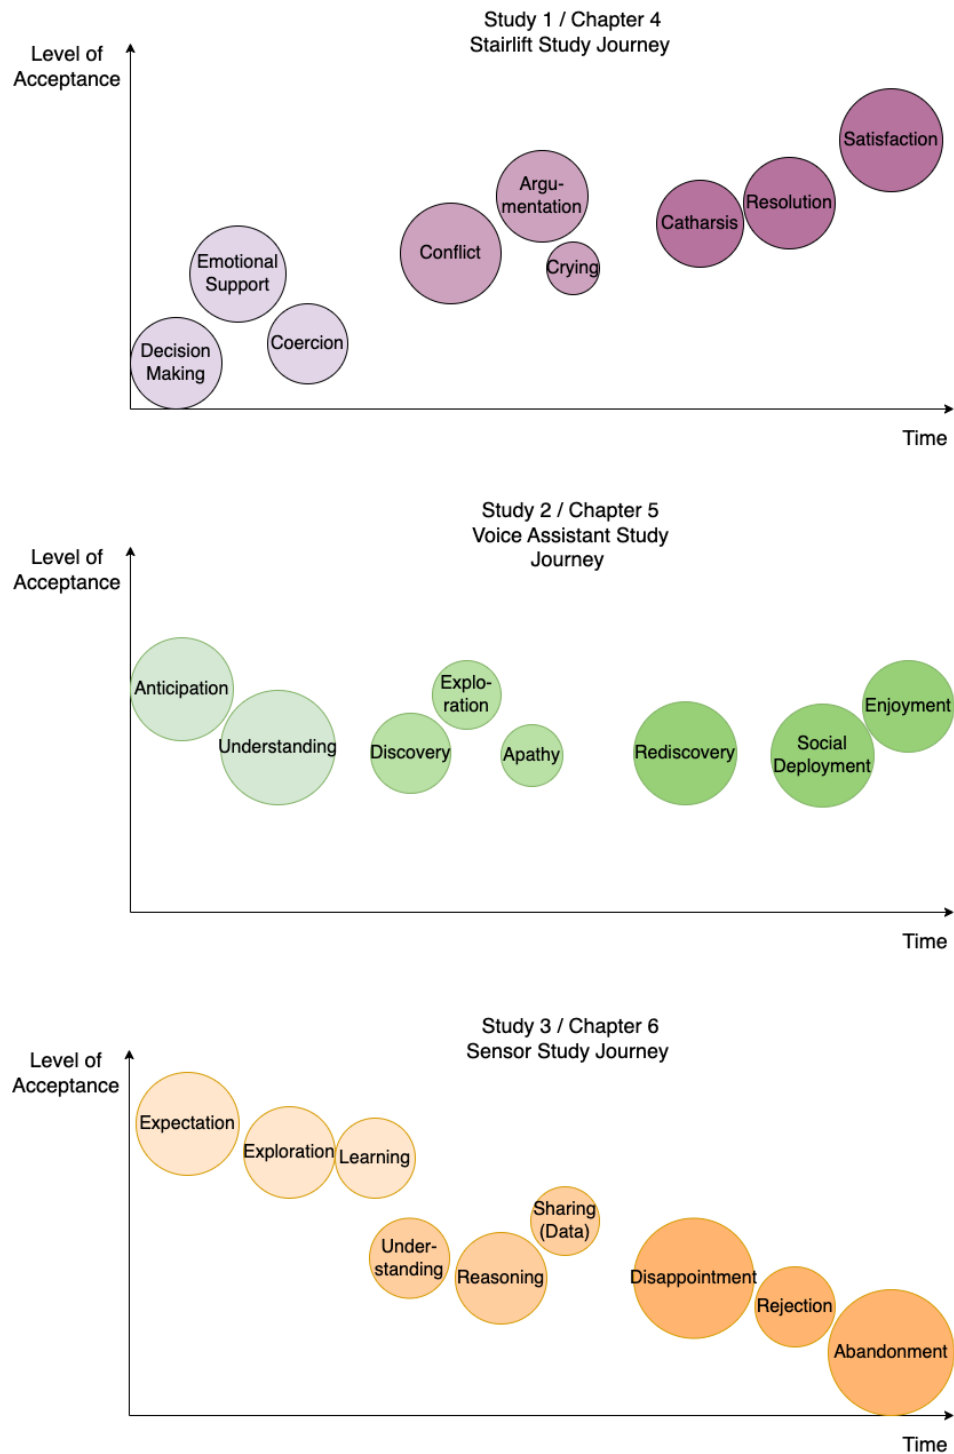 Study 1 / Chapter 4
Stairlift Study Journey
Level of
Acceptance
Satisfaction
Argu-
mentation
Resolution
Catharsis
Conflict
Crying
Emotional
Support
Coercion
Decision
Making
Time
Study 2 / Chapter 5
Voice Assistant Study
Journey
Level of
Acceptance
Anticipation
Understanding
Discovery
Explo-
ration
Apathy
Rediscovery
Social
Deployment
Enjoyment
Time
Study 3 / Chapter 6
Sensor Study Journey
Level of
Acceptance
Expectation
Exploration
Learning
Under-
standing
Reasoning
Sharing
(Data)
Disappointment
Rejection
Abandonment
Time